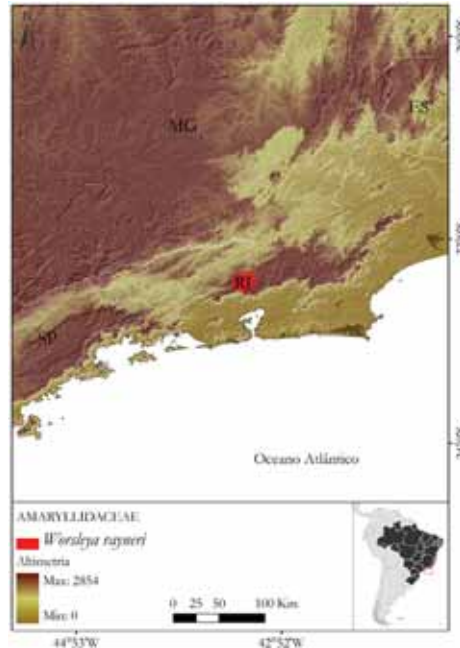 MG
ES
RJ
SP
Oceano Atlântico
AMARYLLIDACEAE
Worsleya rayneri
Altimetria
Max: 2854
Min: 0
0 25 50 100 Km
44°53'W 42°52'W